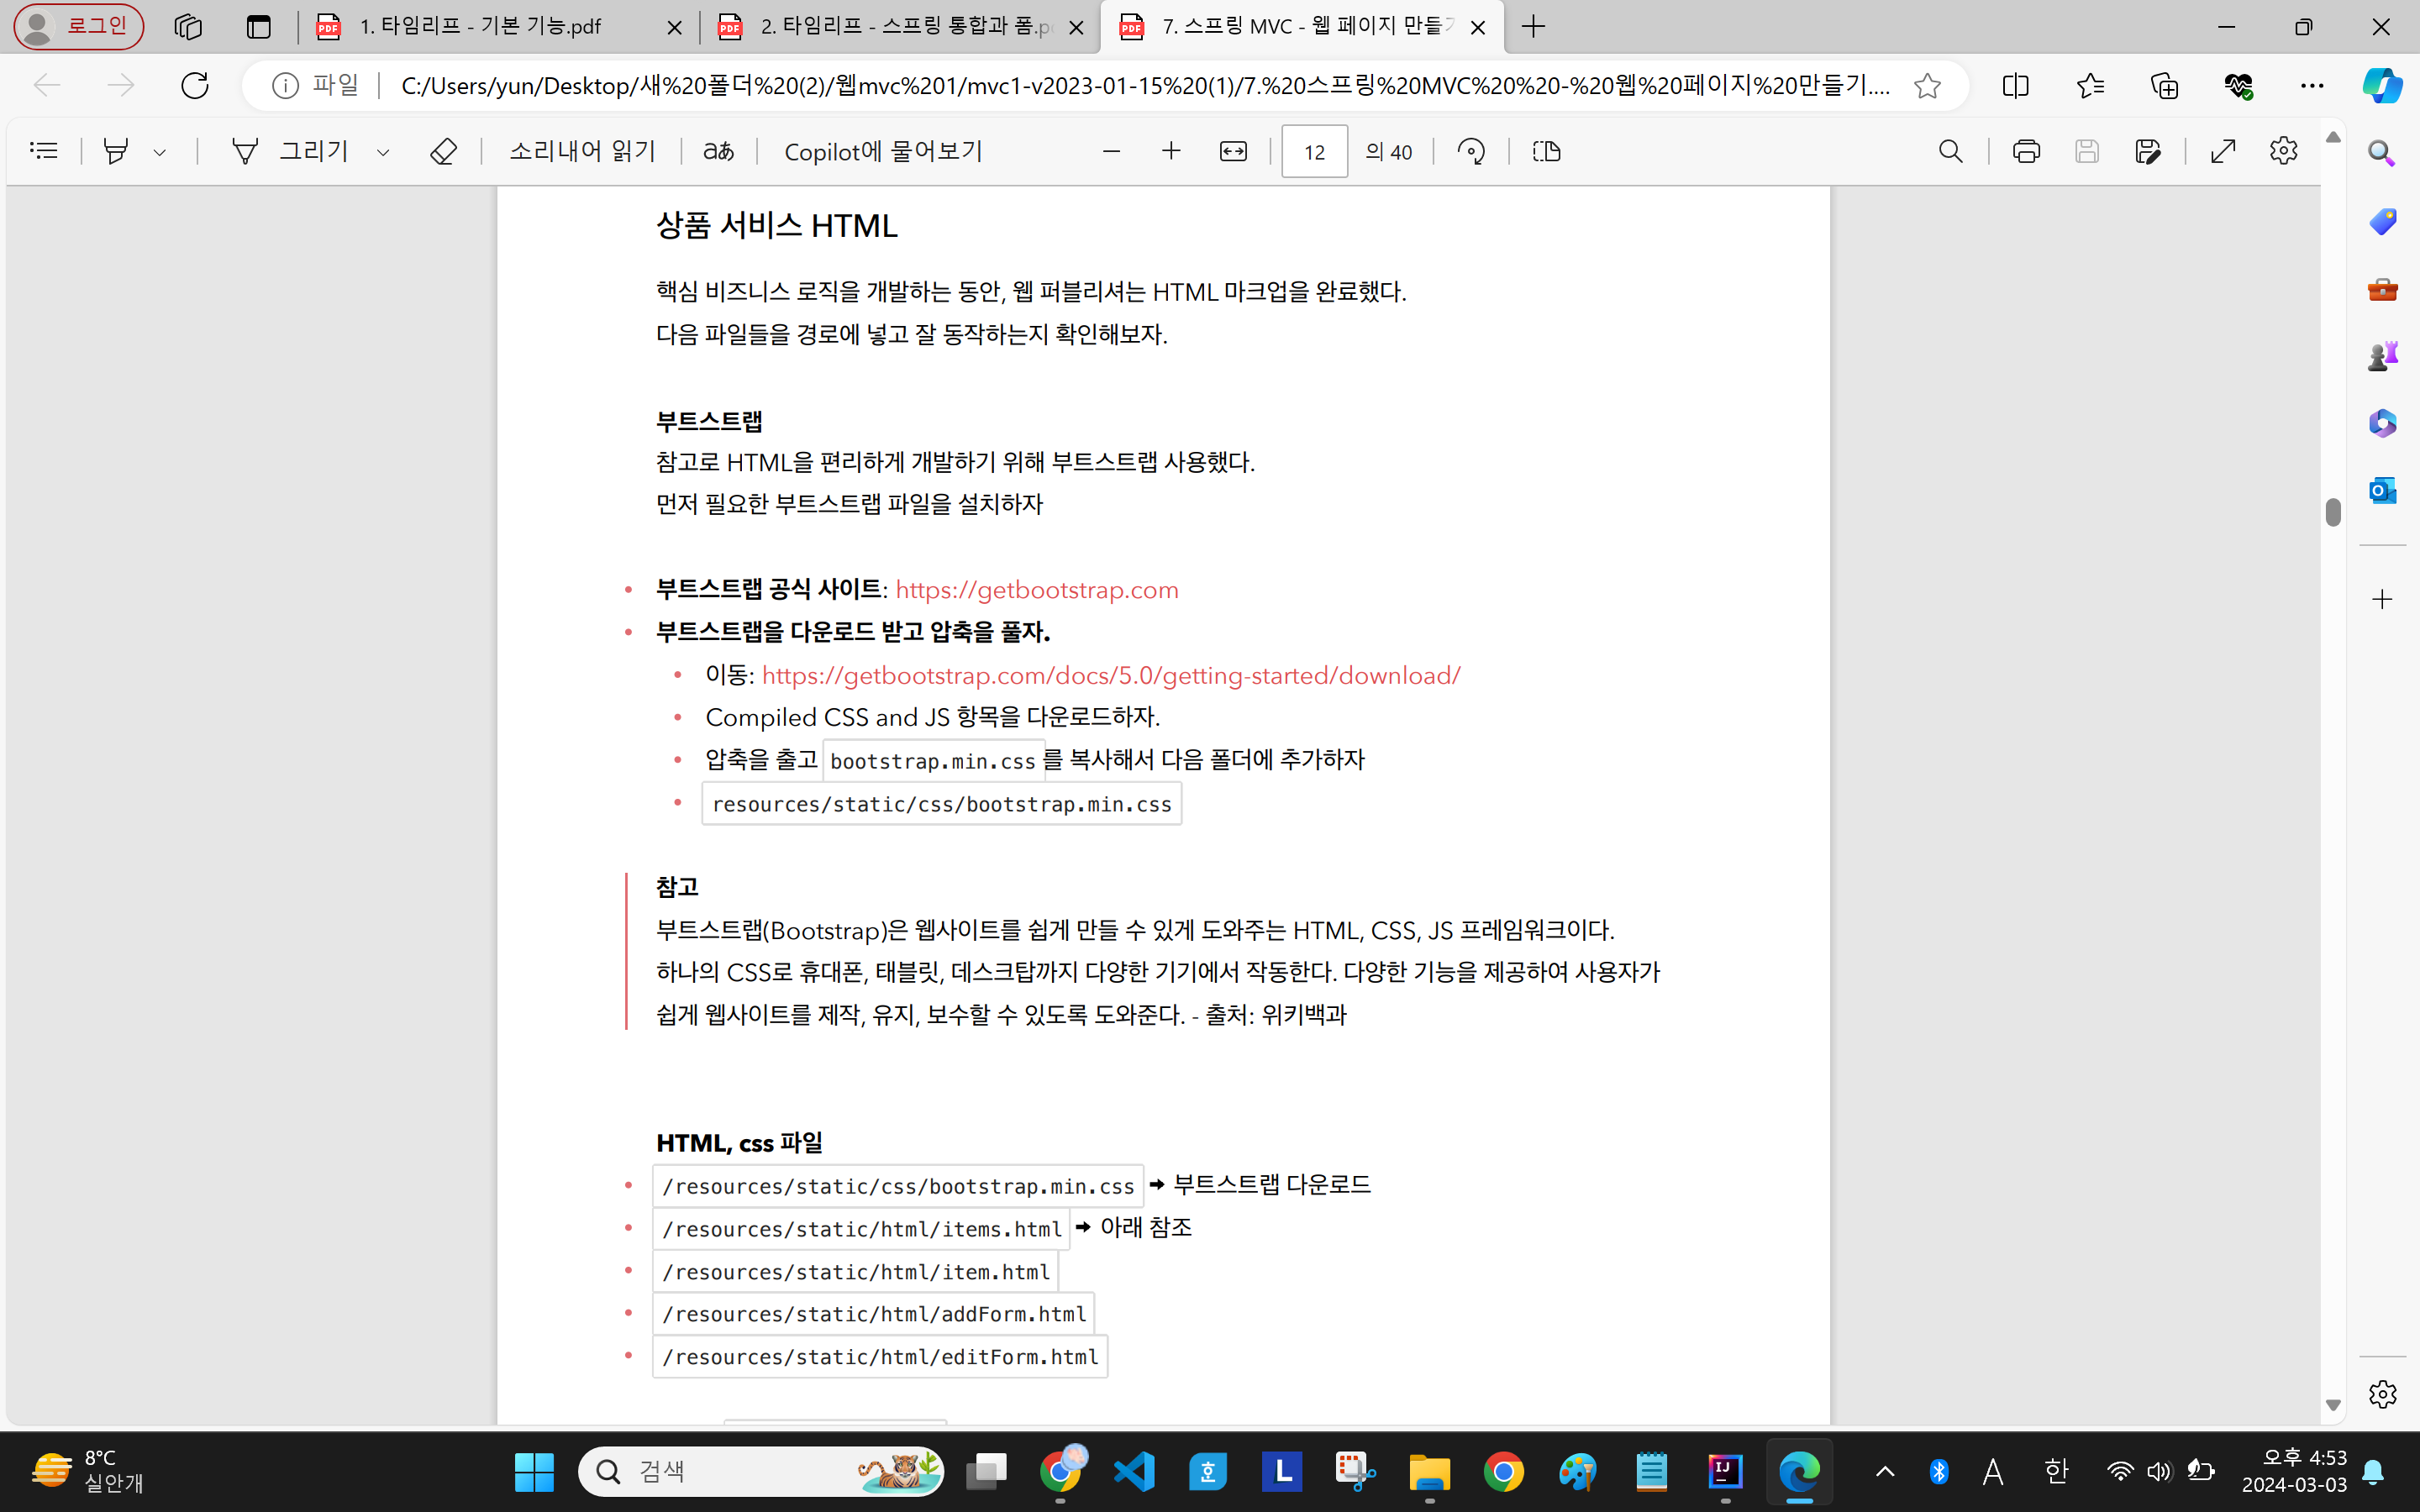 로그인
1. 타임리프 - 기본 기능.pdf
2. 타임리프 - 스프링 통합과 폼.p
7. 스프링 MVC - 웹 페이지 만들
파일
C:/Users/yun/Desktop/새%20폴더%20(2)/웹mvc%201/mvc1-v2023-01-15%20(1)/7.%20스프링%20MVC%20%20-%20웹%20페이지%20만들기....
그리기
소리내어 읽기
aあ
Copilot에 물어보기
12
의 40
상품 서비스 HTML
핵심 비즈니스 로직을 개발하는 동안, 웹 퍼블리셔는 HTML 마크업을 완료했다.
다음 파일들을 경로에 넣고 잘 동작하는지 확인해보자.
부트스트랩
참고로 HTML을 편리하게 개발하기 위해 부트스트랩 사용했다.
먼저 필요한 부트스트랩 파일을 설치하자
• 부트스트랩 공식 사이트: https://getbootstrap.com
• 부트스트랩을 다운로드 받고 압축을 풀자.
• 이동: https://getbootstrap.com/docs/5.0/getting-started/download/
• Compiled CSS and JS 항목을 다운로드하자.
• 압축을 출고 bootstrap.min.css 를 복사해서 다음 폴더에 추가하자
• resources/static/css/bootstrap.min.css
참고
부트스트랩(Bootstrap)은 웹사이트를 쉽게 만들 수 있게 도와주는 HTML, CSS, JS 프레임워크이다.
하나의 CSS로 휴대폰, 태블릿, 데스크탑까지 다양한 기기에서 작동한다. 다양한 기능을 제공하여 사용자가
쉽게 웹사이트를 제작, 유지, 보수할 수 있도록 도와준다. - 출처: 위키백과
HTML, css 파일
• /resources/static/css/bootstrap.min.css ➡ 부트스트랩 다운로드
• /resources/static/html/items.html ➡ 아래 참조
• /resources/static/html/item.html
• /resources/static/html/addForm.html
• /resources/static/html/editForm.html
8°C
실안개
검색
A
한
오후 4:53
2024-03-03